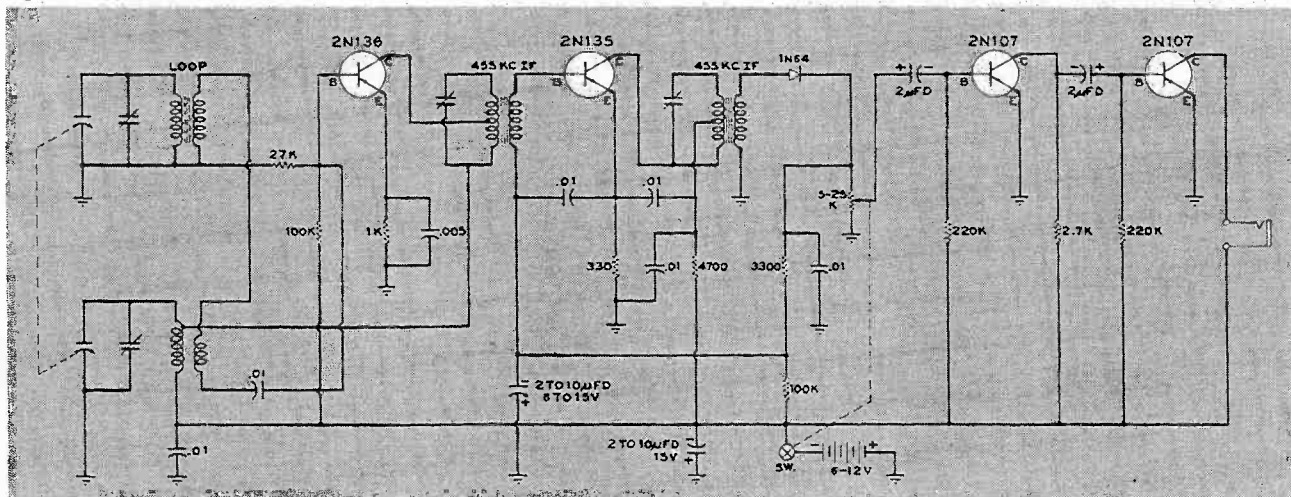 2N136
2N135
2N107
2N107
LOOP
455 KC IF
455 KC IF
1N64
C
B
E
C
B
E
C
B
E
C
B
E
2µFD
2µFD
- +
+ -
27K
.01
.01
5-25
K
100K
1K
.005
330
.01
4700
3300
.01
220K
2.7K
220K
.01
2 TO 10µFD
6 TO 15V
100K
.01
2 TO 10µFD
15V
SW.
6-12V
- +